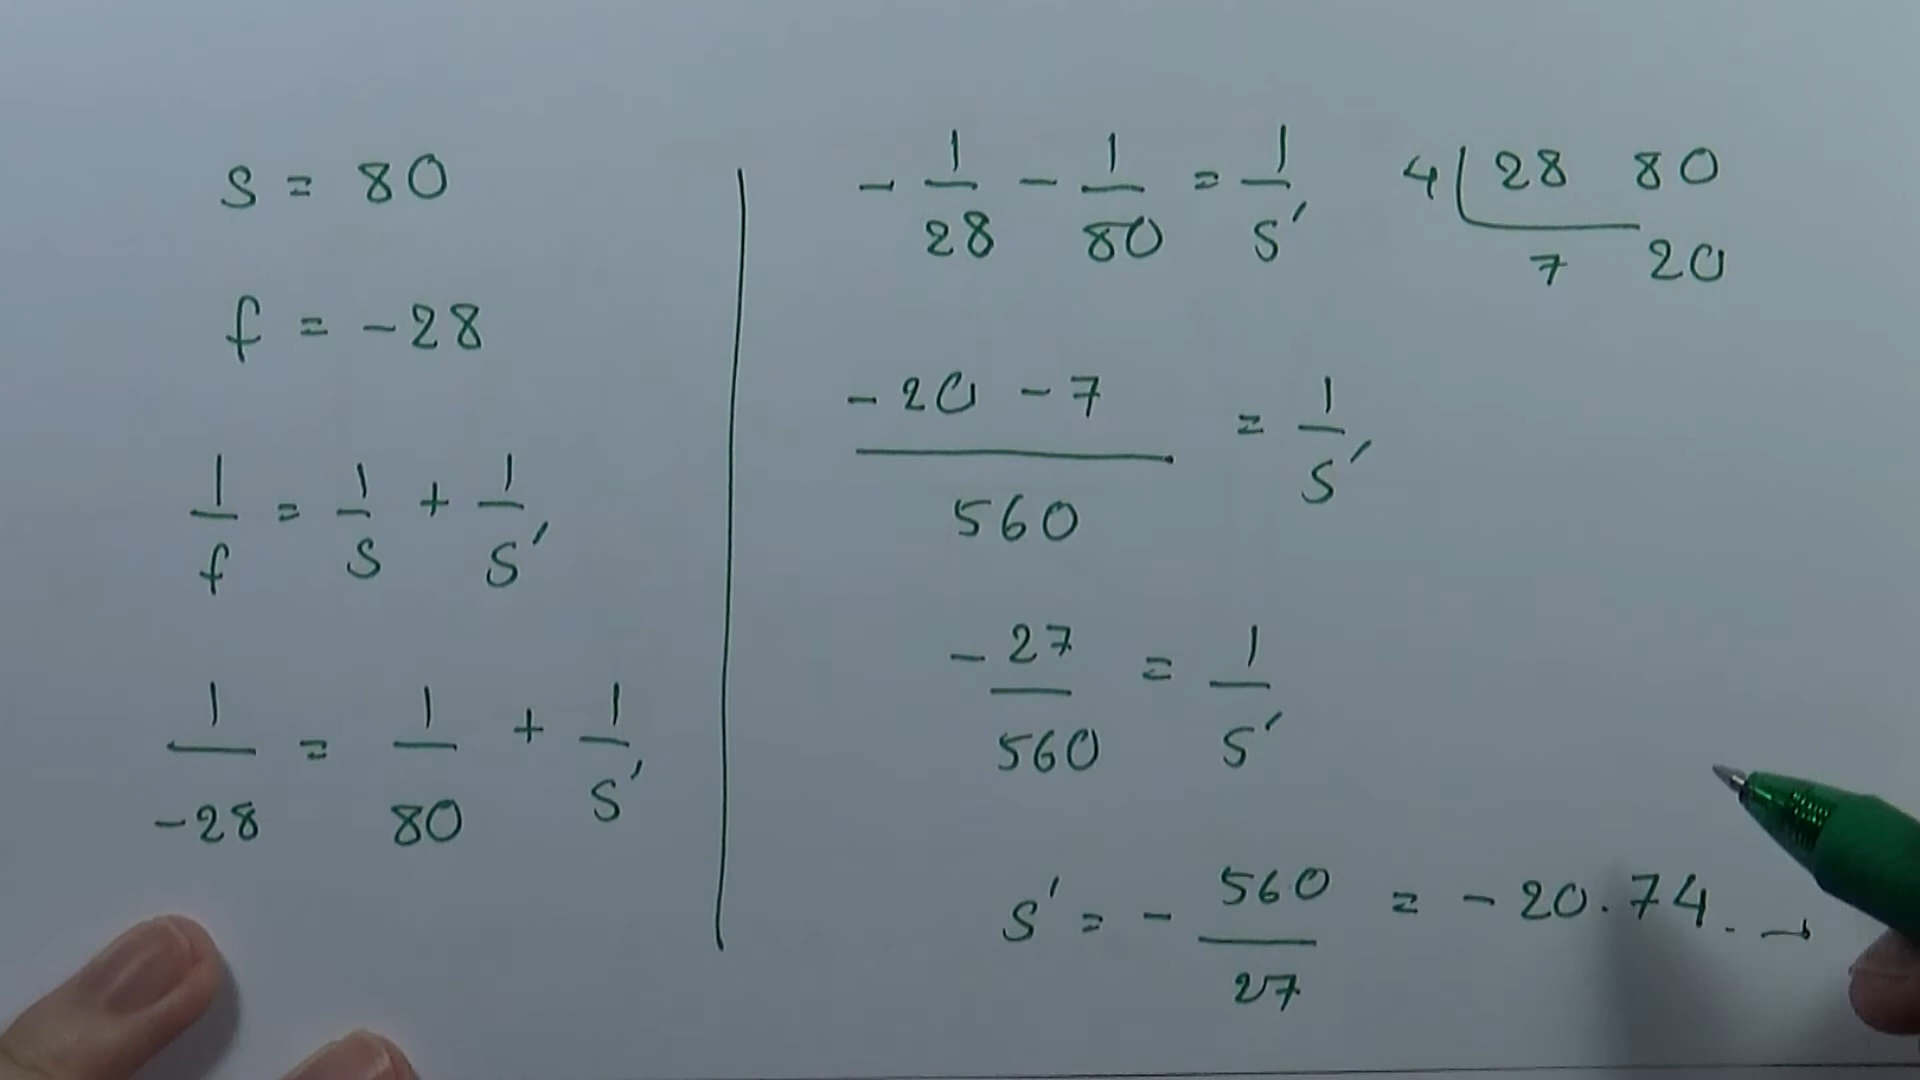 s = 80
f = -28
1/f = 1/s + 1/s'
1/-28 = 1/80 + 1/s'
- 1/28 - 1/80 = 1/s'
4 | 28 80
7 20
-20 -7 / 560 = 1/s'
-27/560 = 1/s'
s' = - 560/27 = -20.74..